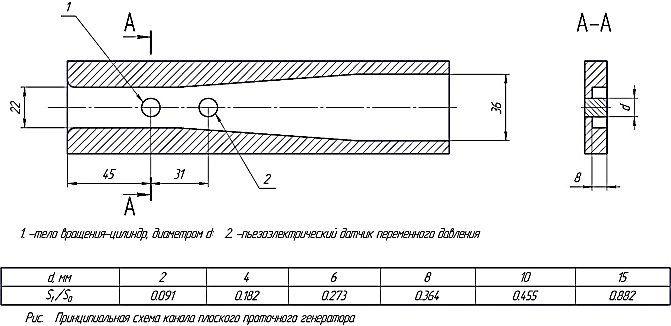 1
A
A-A
22
36
d
45
31
2
8
A
1. -тело вращения-цилиндр, диаметром d: 2. -пьезоэлектрический датчик переменного давления
d, мм 2 4 6 8 10 15
S₁/S₀ 0.091 0.182 0.273 0.364 0.455 0.882
Рис. Принципиальная схема канала плоского проточного генератора